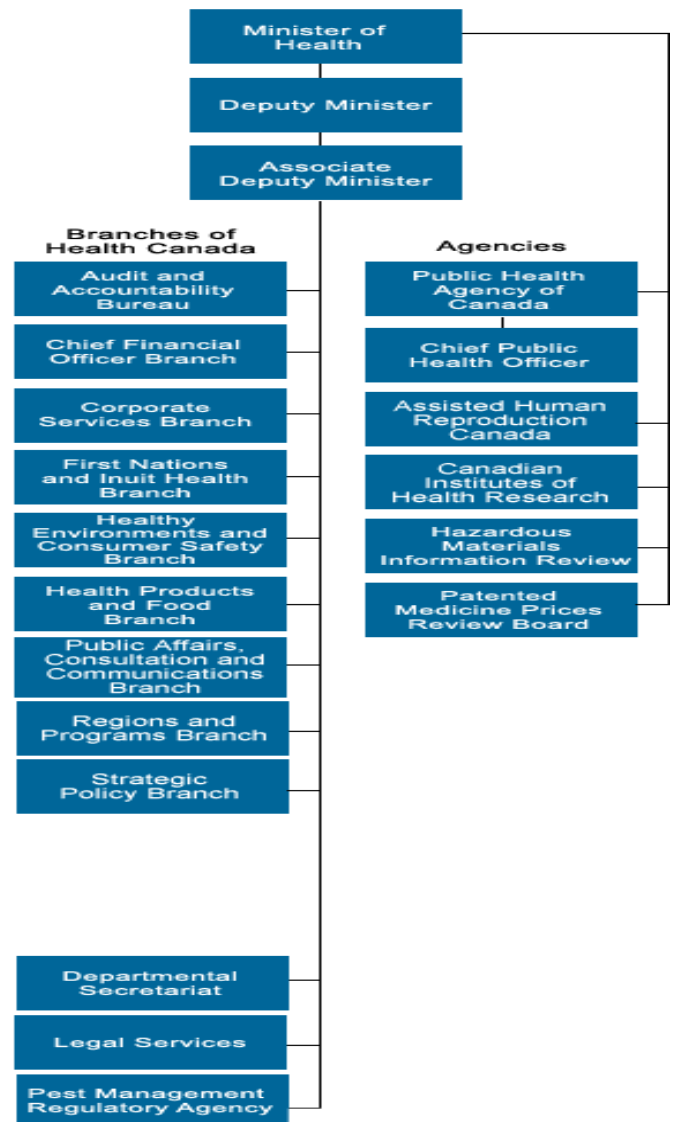 Minister of
Health
Deputy Minister
Associate
Deputy Minister
Branches of
Health Canada
Audit and
Accountability
Bureau
Chief Financial
Officer Branch
Corporate
Services Branch
First Nations
and Inuit Health
Branch
Healthy
Environments and
Consumer Safety
Branch
Health Products
and Food
Branch
Public Affairs,
Consultation and
Communications
Branch
Regions and
Programs Branch
Strategic
Policy Branch
Departmental
Secretariat
Legal Services
Pest Management
Regulatory Agency
Agencies
Public Health
Agency of
Canada
Chief Public
Health Officer
Assisted Human
Reproduction
Canada
Canadian
Institutes of
Health Research
Hazardous
Materials
Information Review
Patented
Medicine Prices
Review Board